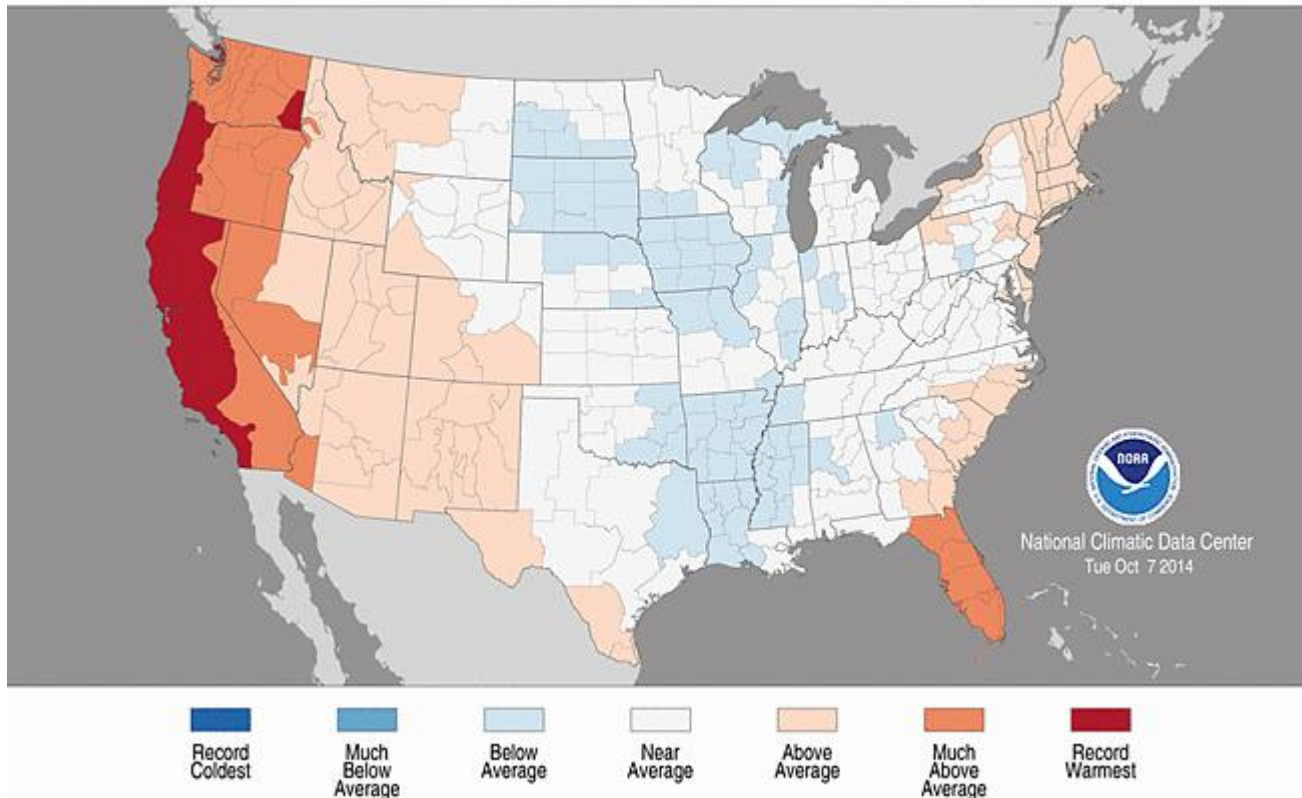 NOAA
National Climatic Data Center
Tue Oct 7 2014
Record
Coldest
Much
Below
Average
Below
Average
Near
Average
Above
Average
Much
Above
Average
Record
Warmest